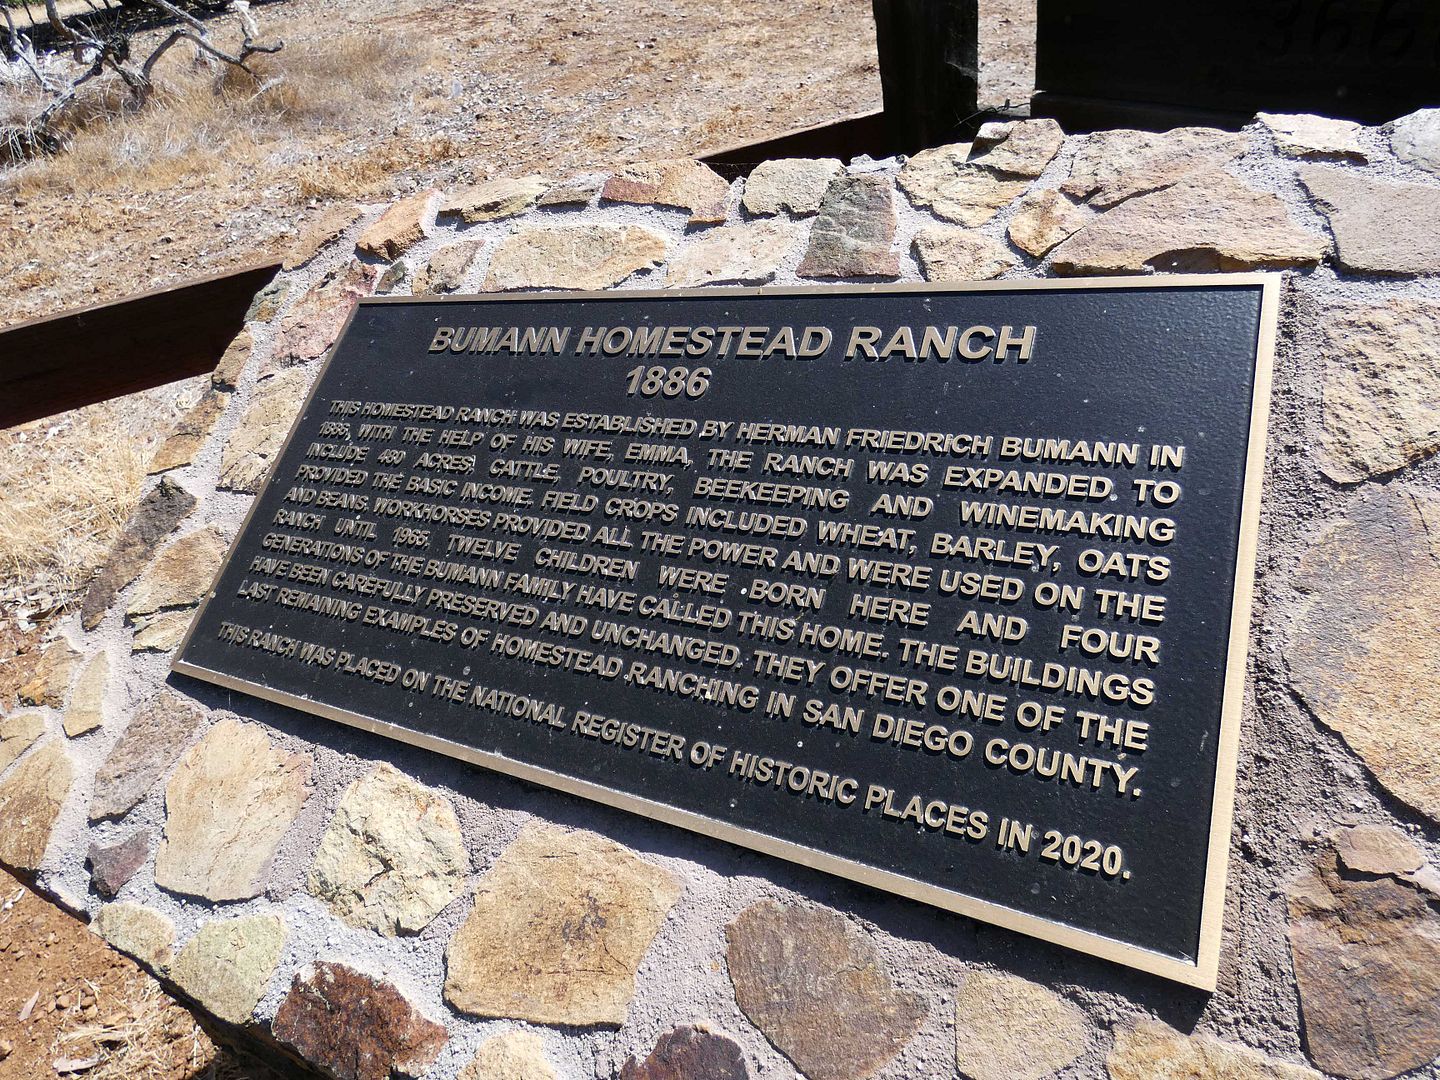 BUMANN HOMESTEAD RANCH
1886
THIS HOMESTEAD RANCH WAS ESTABLISHED BY HERMAN FRIEDRICH BUMANN IN
1886, WITH THE HELP OF HIS WIFE, EMMA, THE RANCH WAS EXPANDED TO
INCLUDE 480 ACRES. CATTLE, POULTRY, BEEKEEPING AND WINEMAKING
PROVIDED THE BASIC INCOME. FIELD CROPS INCLUDED WHEAT, BARLEY, OATS
AND BEANS. WORKHORSES PROVIDED ALL THE POWER AND WERE USED ON THE
RANCH UNTIL 1965. TWELVE CHILDREN WERE BORN HERE AND FOUR
GENERATIONS OF THE BUMANN FAMILY HAVE CALLED THIS HOME. THE BUILDINGS
HAVE BEEN CAREFULLY PRESERVED AND UNCHANGED. THEY OFFER ONE OF THE
LAST REMAINING EXAMPLES OF HOMESTEAD RANCHING IN SAN DIEGO COUNTY.
THIS RANCH WAS PLACED ON THE NATIONAL REGISTER OF HISTORIC PLACES IN 2020.